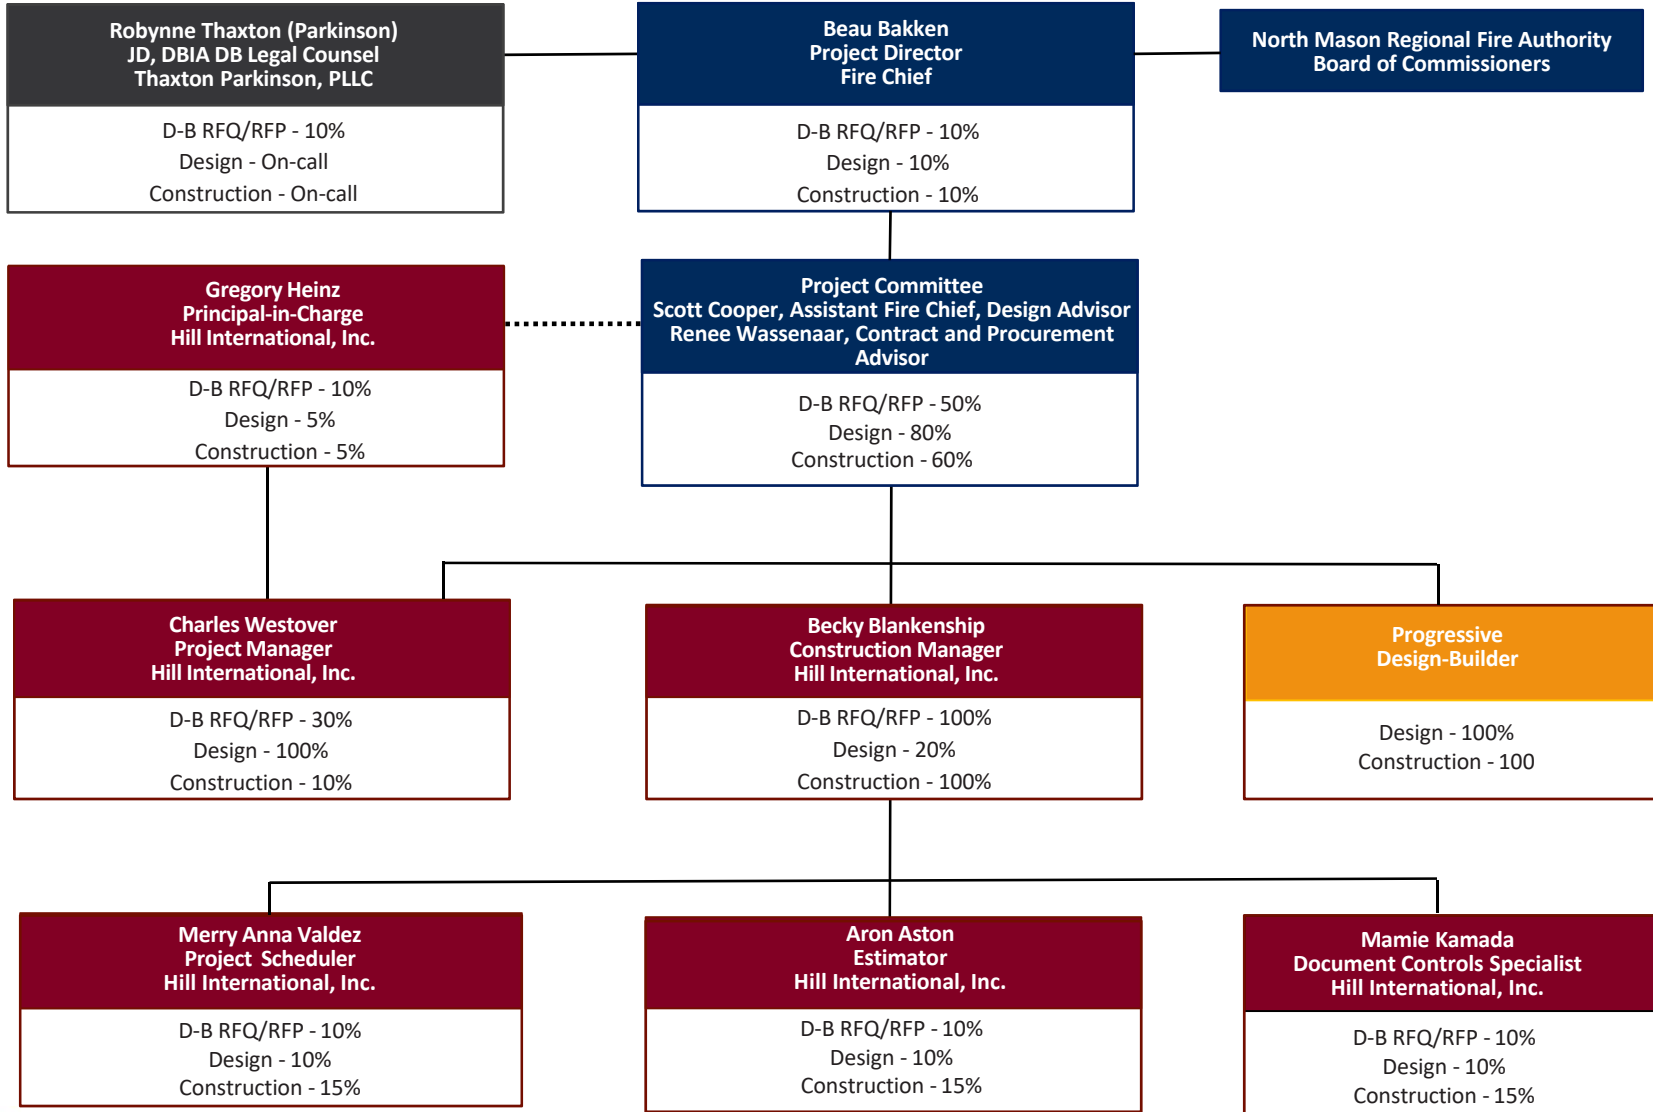 Robynne Thaxton (Parkinson)
JD, DBIA DB Legal Counsel
Thaxton Parkinson, PLLC
D-B RFQ/RFP - 10%
Design - On-call
Construction - On-call
Beau Bakken
Project Director
Fire Chief
D-B RFQ/RFP - 10%
Design - 10%
Construction - 10%
North Mason Regional Fire Authority
Board of Commissioners
Gregory Heinz
Principal-in-Charge
Hill International, Inc.
D-B RFQ/RFP - 10%
Design - 5%
Construction - 5%
Project Committee
Scott Cooper, Assistant Fire Chief, Design Advisor
Renee Wassenaar, Contract and Procurement
Advisor
D-B RFQ/RFP - 50%
Design - 80%
Construction - 60%
Charles Westover
Project Manager
Hill International, Inc.
D-B RFQ/RFP - 30%
Design - 100%
Construction - 10%
Becky Blankenship
Construction Manager
Hill International, Inc.
D-B RFQ/RFP - 100%
Design - 20%
Construction - 100%
Progressive
Design-Builder
Design - 100%
Construction - 100
Merry Anna Valdez
Project Scheduler
Hill International, Inc.
D-B RFQ/RFP - 10%
Design - 10%
Construction - 15%
Aron Aston
Estimator
Hill International, Inc.
D-B RFQ/RFP - 10%
Design - 10%
Construction - 15%
Mamie Kamada
Document Controls Specialist
Hill International, Inc.
D-B RFQ/RFP - 10%
Design - 10%
Construction - 15%